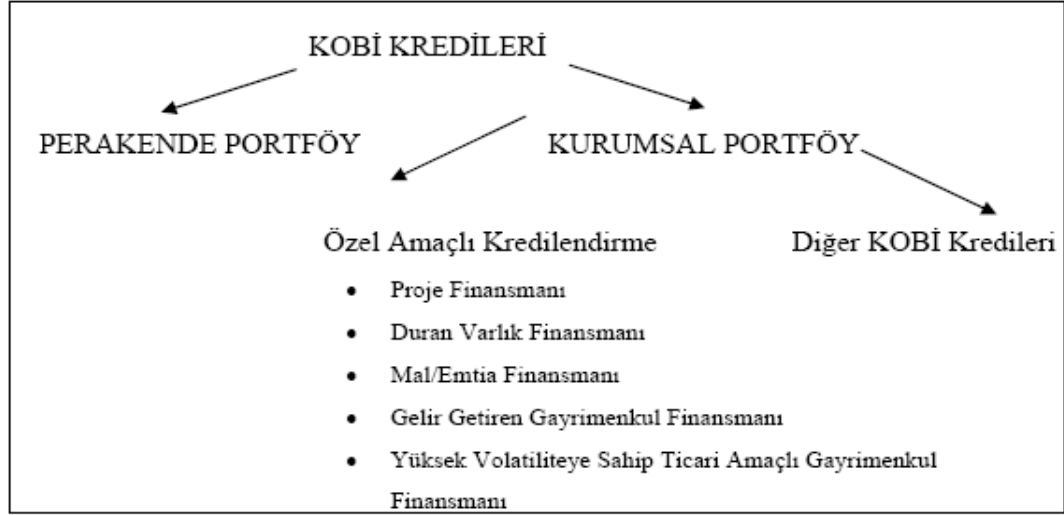 KOBİ KREDİLERİ
PERAKENDE PORTFÖY
KURUMSAL PORTFÖY
Özel Amaçlı Kredilendirme
Diğer KOBİ Kredileri
• Proje Finansmanı
• Duran Varlık Finansmanı
• Mal/Emtia Finansmanı
• Gelir Getiren Gayrimenkul Finansmanı
• Yüksek Volatiliteye Sahip Ticari Amaçlı Gayrimenkul
Finansmanı